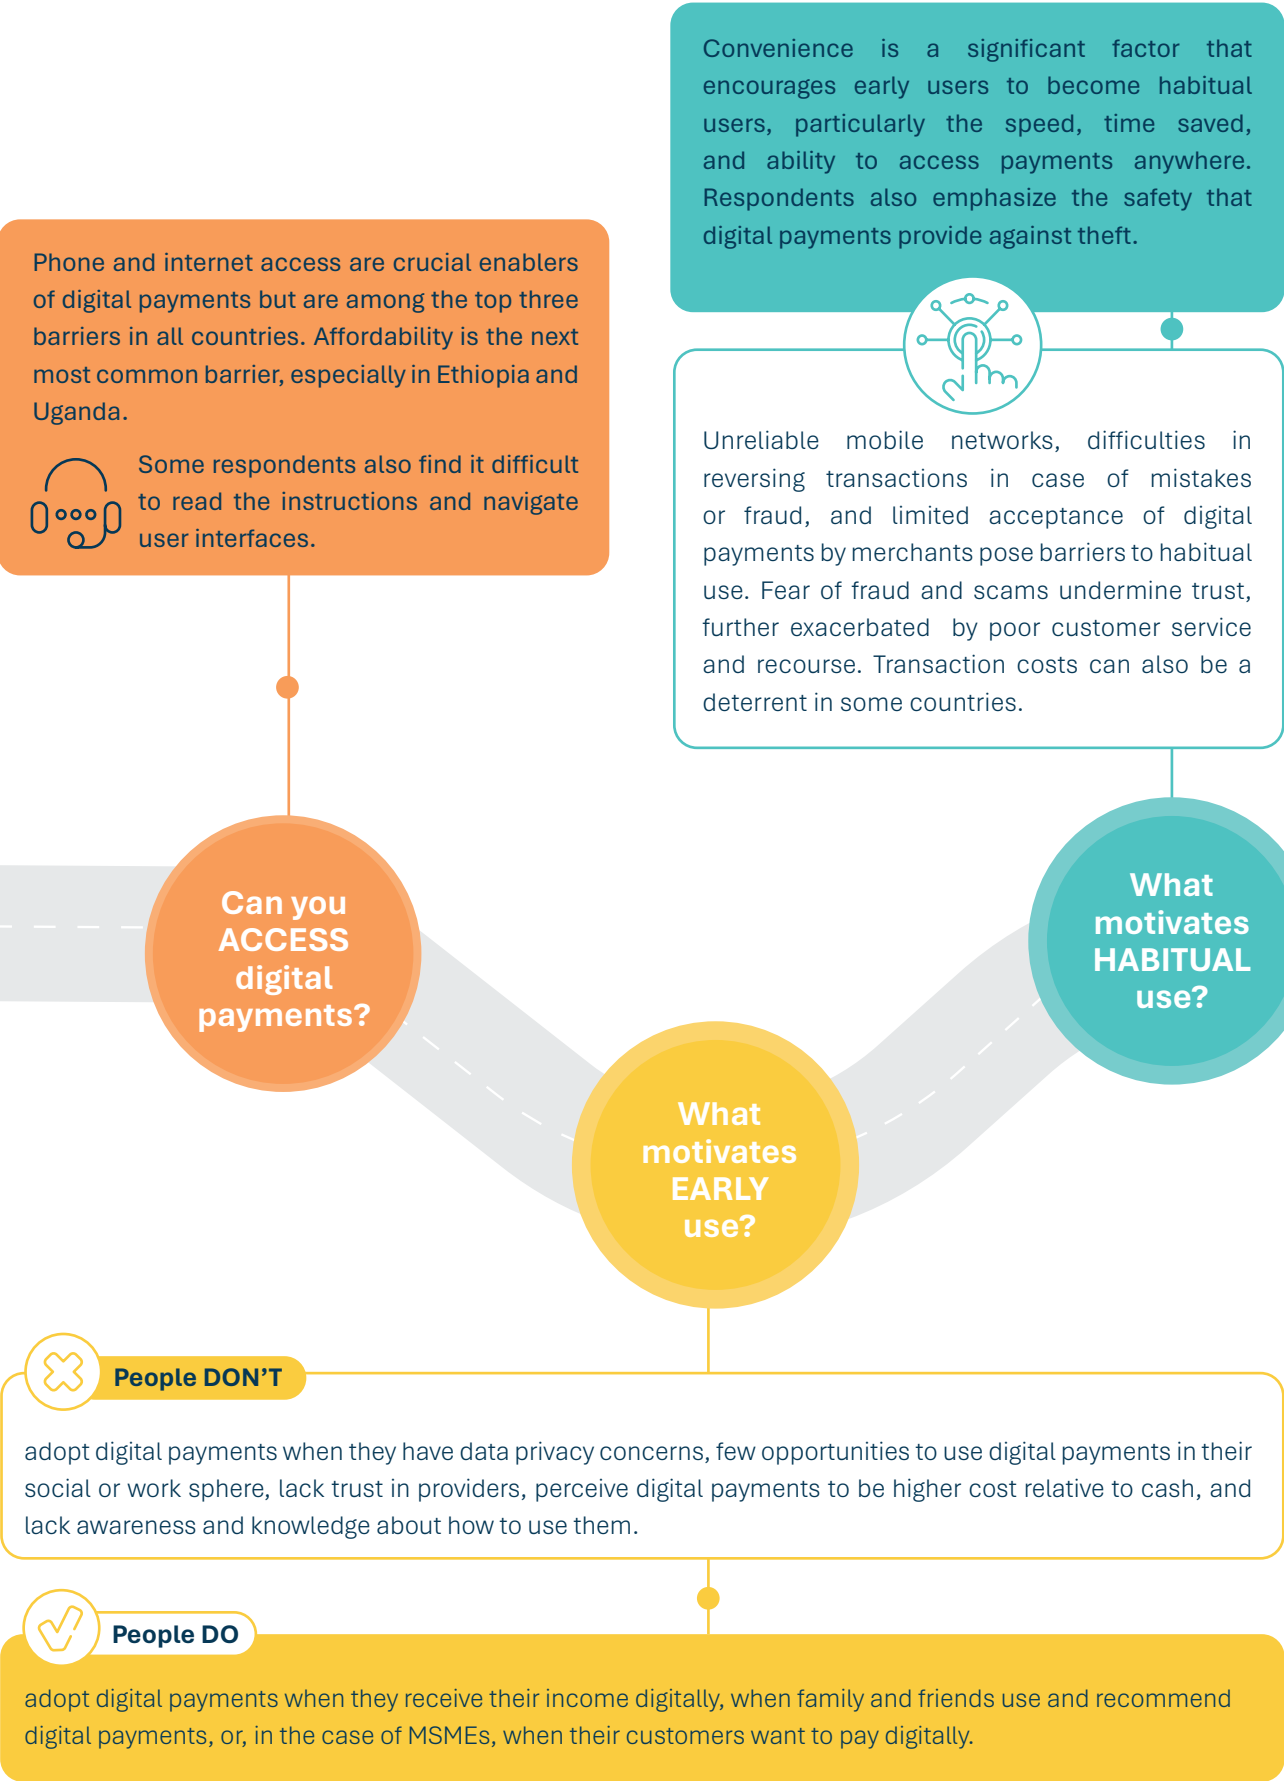 Convenience is a significant factor that
encourages early users to become habitual
users, particularly the speed, time saved,
and ability to access payments anywhere.
Respondents also emphasize the safety that
digital payments provide against theft.
Phone and internet access are crucial enablers
of digital payments but are among the top three
barriers in all countries. Affordability is the next
most common barrier, especially in Ethiopia and
Uganda.
Some respondents also find it difficult
to read the instructions and navigate
user interfaces.
Unreliable mobile networks, difficulties in
reversing transactions in case of mistakes
or fraud, and limited acceptance of digital
payments by merchants pose barriers to habitual
use. Fear of fraud and scams undermine trust,
further exacerbated by poor customer service
and recourse. Transaction costs can also be a
deterrent in some countries.
Can you
ACCESS
digital
payments?
What
motivates
EARLY
use?
What
motivates
HABITUAL
use?
People DON'T
adopt digital payments when they have data privacy concerns, few opportunities to use digital payments in their
social or work sphere, lack trust in providers, perceive digital payments to be higher cost relative to cash, and
lack awareness and knowledge about how to use them.
People DO
adopt digital payments when they receive their income digitally, when family and friends use and recommend
digital payments, or, in the case of MSMEs, when their customers want to pay digitally.